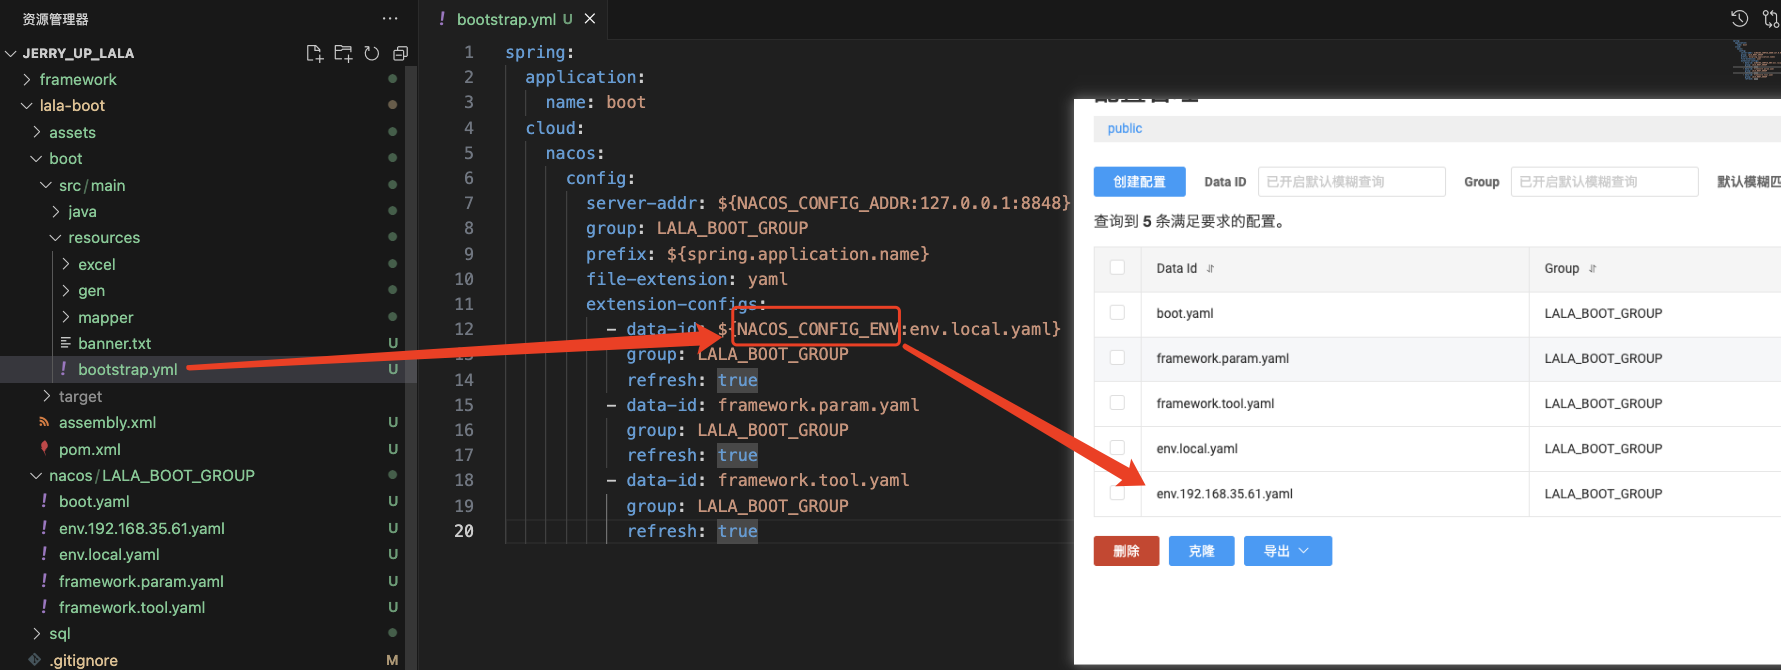 资源管理器
JERRY_UP_LALA
framework
lala-boot
assets
boot
src/main
java
resources
excel
gen
mapper
banner.txt U
bootstrap.yml U
target
assembly.xml U
pom.xml U
nacos/LALA_BOOT_GROUP
boot.yaml U
env.192.168.35.61.yaml U
env.local.yaml U
framework.param.yaml U
framework.tool.yaml U
sql
.gitignore M
! bootstrap.yml U
1 spring:
2 application:
3 name: boot
4 cloud:
5 nacos:
6 config:
7 server-addr: ${NACOS_CONFIG_ADDR:127.0.0.1:8848}
8 group: LALA_BOOT_GROUP
9 prefix: ${spring.application.name}
10 file-extension: yaml
11 extension-configs:
12 - data-id: ${NACOS_CONFIG_ENV:env.local.yaml}
13 group: LALA_BOOT_GROUP
14 refresh: true
15 - data-id: framework.param.yaml
16 group: LALA_BOOT_GROUP
17 refresh: true
18 - data-id: framework.tool.yaml
19 group: LALA_BOOT_GROUP
20 refresh: true
public
创建配置 Data ID 已开启默认模糊查询 Group 已开启默认模糊查询 默认模糊匹
查询到 5 条满足要求的配置。
Data Id Group
boot.yaml LALA_BOOT_GROUP
framework.param.yaml LALA_BOOT_GROUP
framework.tool.yaml LALA_BOOT_GROUP
env.local.yaml LALA_BOOT_GROUP
env.192.168.35.61.yaml LALA_BOOT_GROUP
删除 克隆 导出